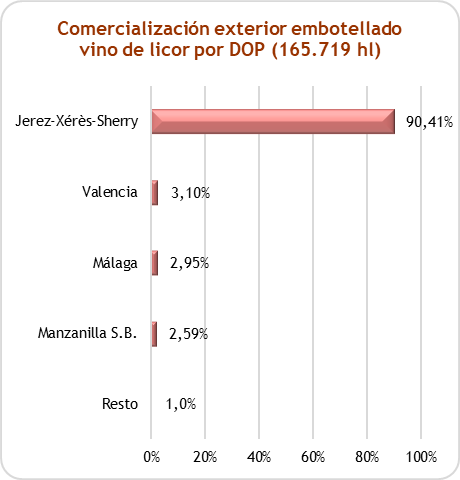 Comercialización exterior embotellado
vino de licor por DOP (165.719 hl)
Jerez-Xérès-Sherry 90,41%
Valencia 3,10%
Málaga 2,95%
Manzanilla S.B. 2,59%
Resto 1,0%
0% 20% 40% 60% 80% 100%